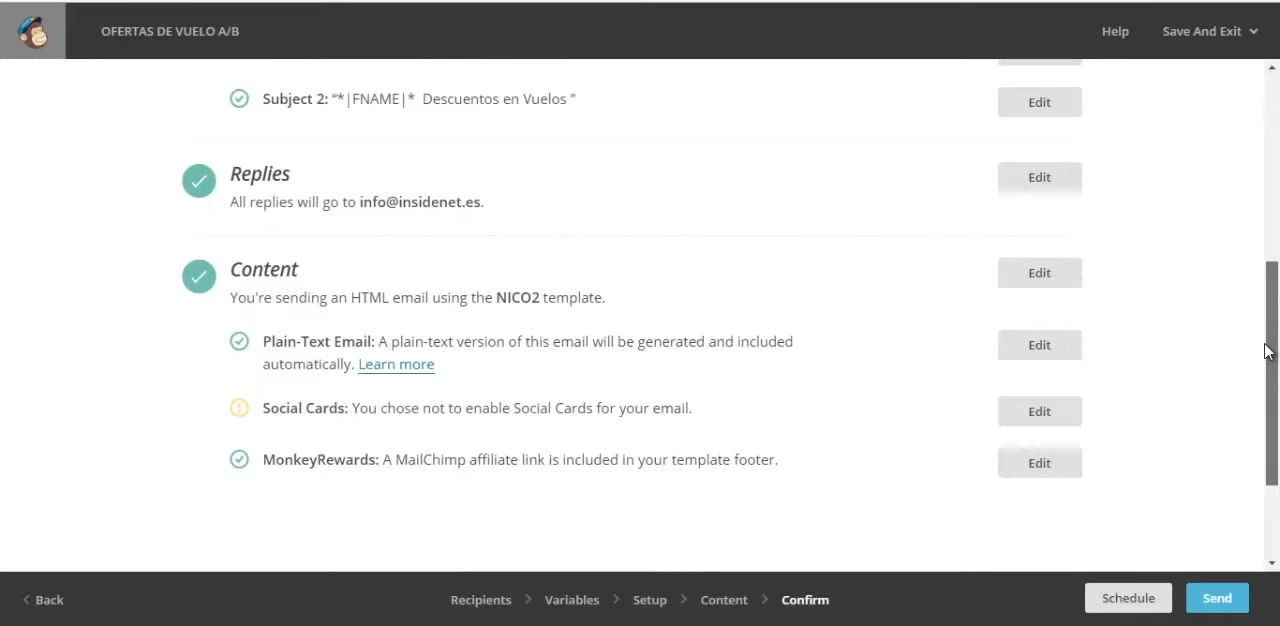 OFERTAS DE VUELO A/B
Help
Save And Exit
Subject 2: “*|FNAME|* Descuentos en Vuelos ”
Edit
Replies
Edit
All replies will go to info@insidenet.es.
Content
Edit
You're sending an HTML email using the NICO2 template.
Plain-Text Email: A plain-text version of this email will be generated and included
automatically. Learn more
Edit
Social Cards: You chose not to enable Social Cards for your email.
Edit
MonkeyRewards: A MailChimp affiliate link is included in your template footer.
Edit
Back
Recipients > Variables > Setup > Content > Confirm
Schedule
Send